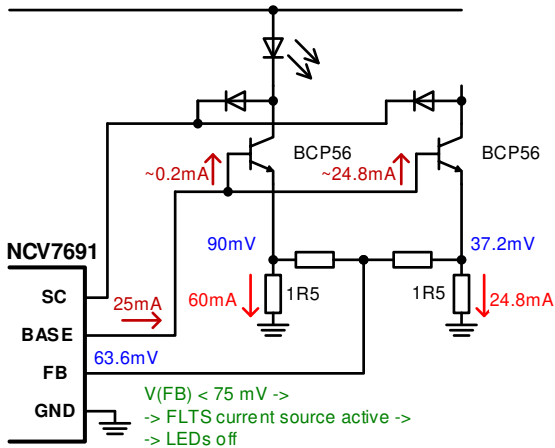 BCP56
BCP56
~0.2mA
~24.8mA
90mV
37.2mV
NCV7691
SC
25mA
60mA
1R5
1R5
24.8mA
BASE
63.6mV
FB
V(FB) < 75 mV ->
GND
-> FLTS current source active ->
-> LEDs off